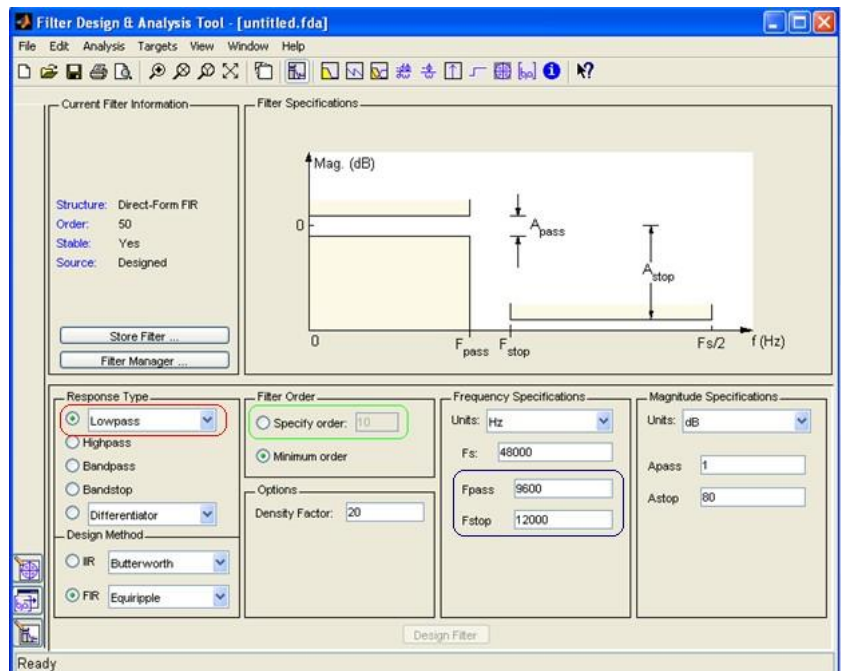 Filter Design & Analysis Tool - [untitled.fda]
File Edit Analysis Targets View Window Help
Current Filter Information
Structure: Direct-Form FIR
Order: 50
Stable: Yes
Source: Designed
Store Filter ...
Filter Manager ...
Filter Specifications
Mag. (dB)
0
Apass
Astop
0
Fpass
Fstop
Fs/2
f (Hz)
Response Type
Lowpass
Highpass
Bandpass
Bandstop
Differentiator
Design Method
IIR Butterworth
FIR Equiripple
Filter Order
Specify order: 10
Minimum order
Options
Density Factor: 20
Frequency Specifications
Units: Hz
Fs: 48000
Fpass 9600
Fstop 12000
Magnitude Specifications
Units: dB
Apass 1
Astop 80
Design Filter
Ready